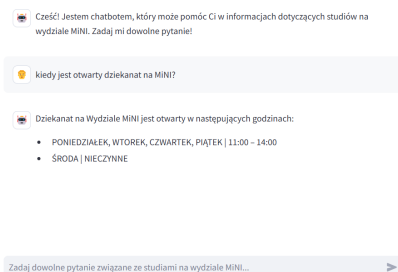 Cześć! Jestem chatbotem, który może pomóc Ci w informacjach dotyczących studiów na
wydziale MiNI. Zadaj mi dowolne pytanie!
kiedy jest otwarty dziekanat na MiNI?
Dziekanat na Wydziale MiNI jest otwarty w następujących godzinach:
• PONIEDZIAŁEK, WTOREK, CZWARTEK, PIĄTEK | 11:00 – 14:00
• ŚRODA | NIECZYNNE
Zadaj dowolne pytanie związane ze studiami na wydziale MiNI...